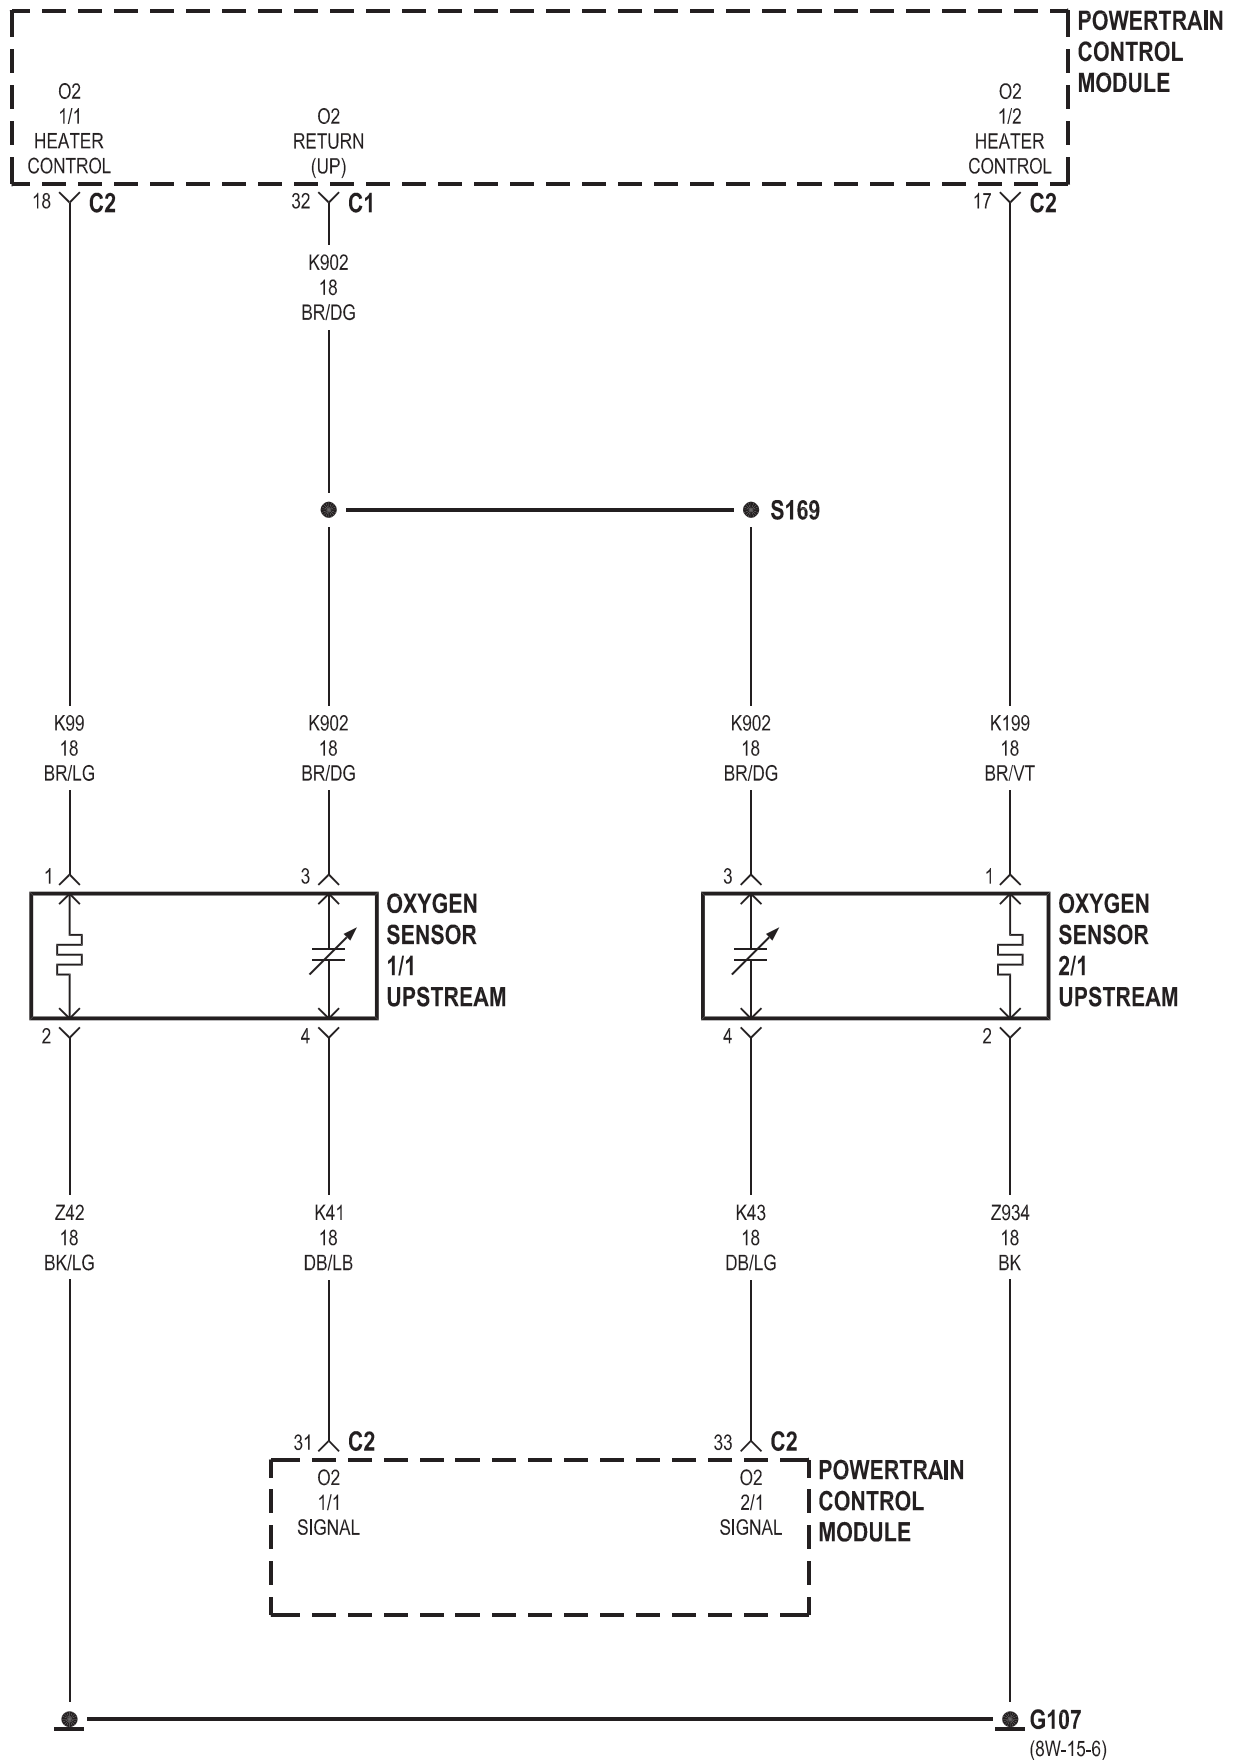 POWERTRAIN
CONTROL
MODULE
O2
1/1
HEATER
CONTROL
O2
RETURN
(UP)
O2
1/2
HEATER
CONTROL
18 C2
32 C1
17 C2
K902
18
BR/DG
S169
K99
18
BR/LG
K902
18
BR/DG
K902
18
BR/DG
K199
18
BR/VT
1
3
3
1
OXYGEN
SENSOR
1/1
UPSTREAM
OXYGEN
SENSOR
2/1
UPSTREAM
2
4
4
2
Z42
18
BK/LG
K41
18
DB/LB
K43
18
DB/LG
Z934
18
BK
31 C2
33 C2
O2
1/1
SIGNAL
O2
2/1
SIGNAL
POWERTRAIN
CONTROL
MODULE
G107
(8W-15-6)